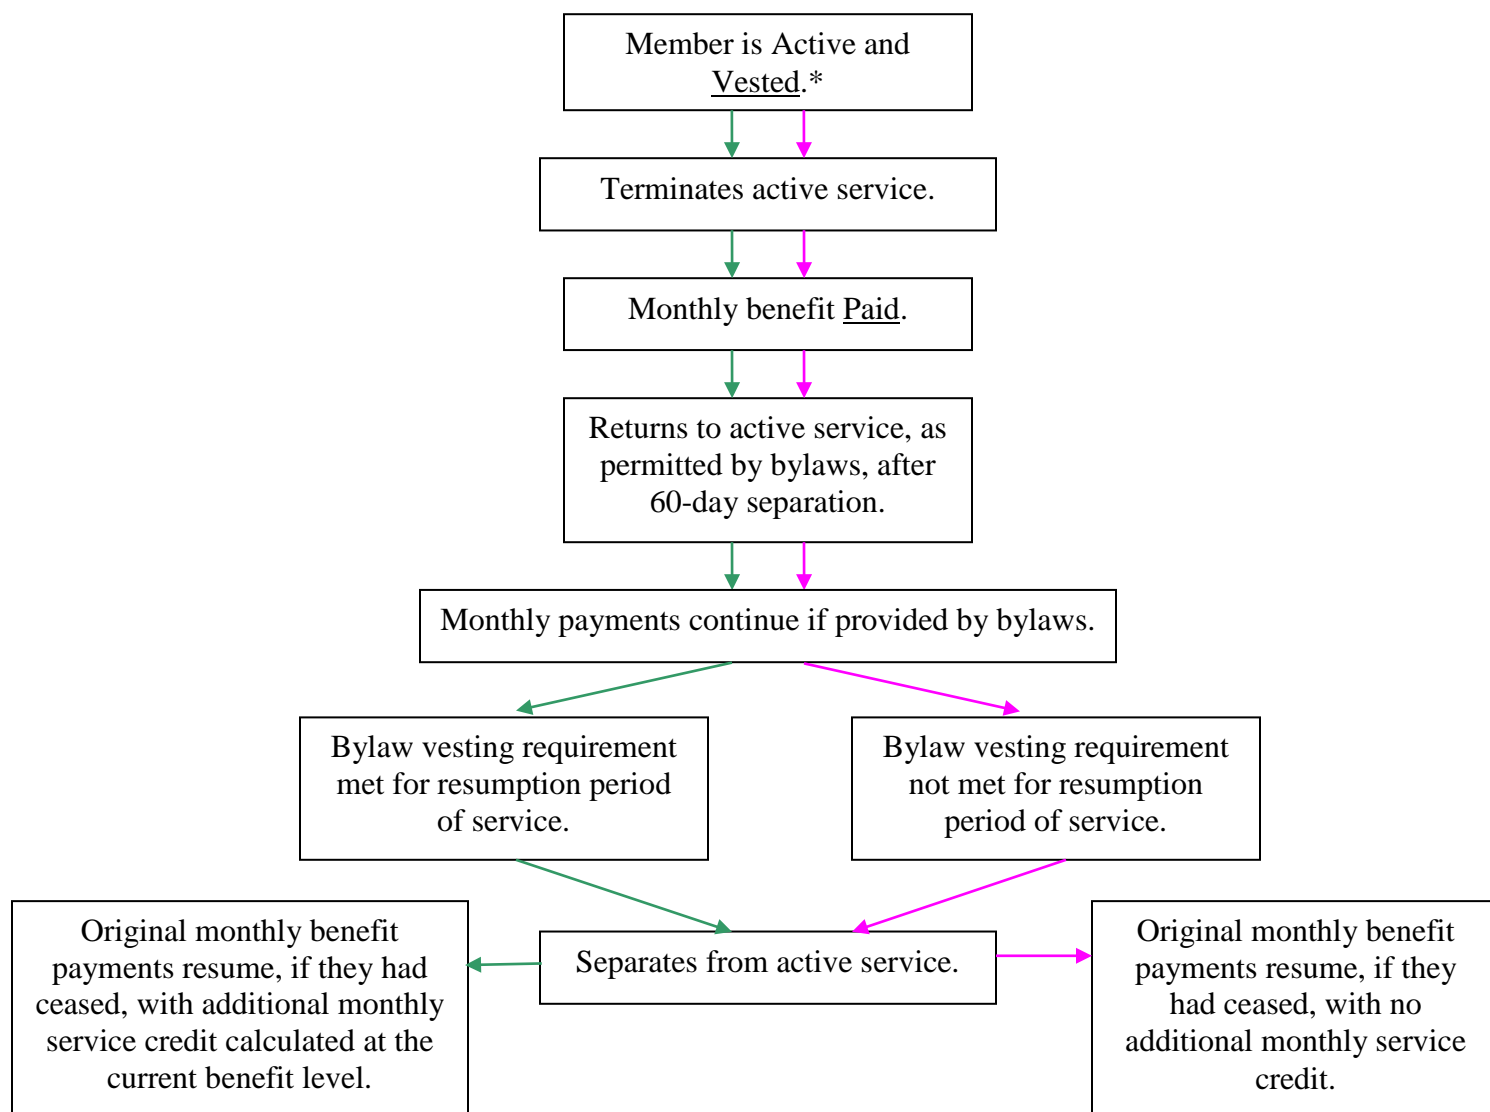 Member is Active and
Vested.*
Terminates active service.
Monthly benefit Paid.
Returns to active service, as
permitted by bylaws, after
60-day separation.
Monthly payments continue if provided by bylaws.
Bylaw vesting requirement
met for resumption period
of service.
Bylaw vesting requirement
not met for resumption
period of service.
Original monthly benefit
payments resume, if they had
ceased, with additional monthly
service credit calculated at the
current benefit level.
Separates from active service.
Original monthly benefit
payments resume, if they
had ceased, with no
additional monthly service
credit.